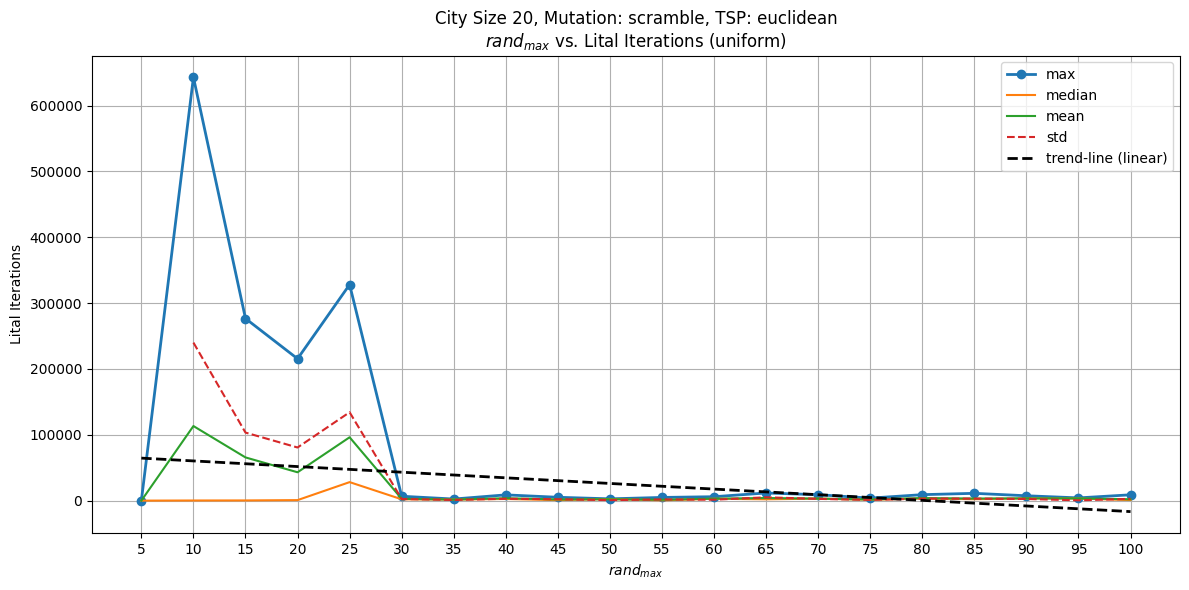 City Size 20, Mutation: scramble, TSP: euclidean
rand_max vs. Lital Iterations (uniform)
max
median
mean
std
trend-line (linear)
Lital Iterations
600000
500000
400000
300000
200000
100000
0
5 10 15 20 25 30 35 40 45 50 55 60 65 70 75 80 85 90 95 100
rand_max